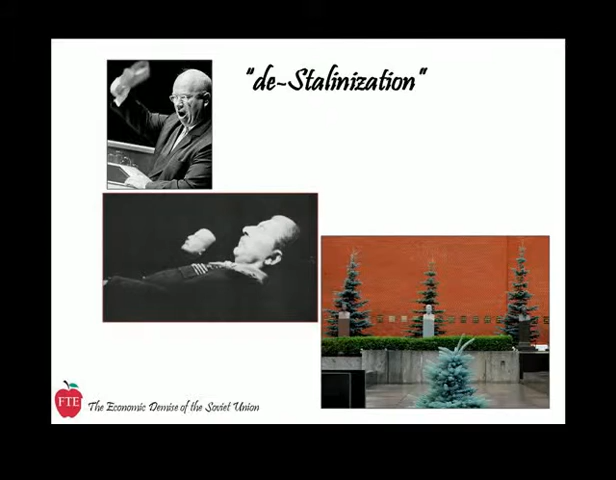 "de-Stalinization"
FTE
The Economic Demise of the Soviet Union